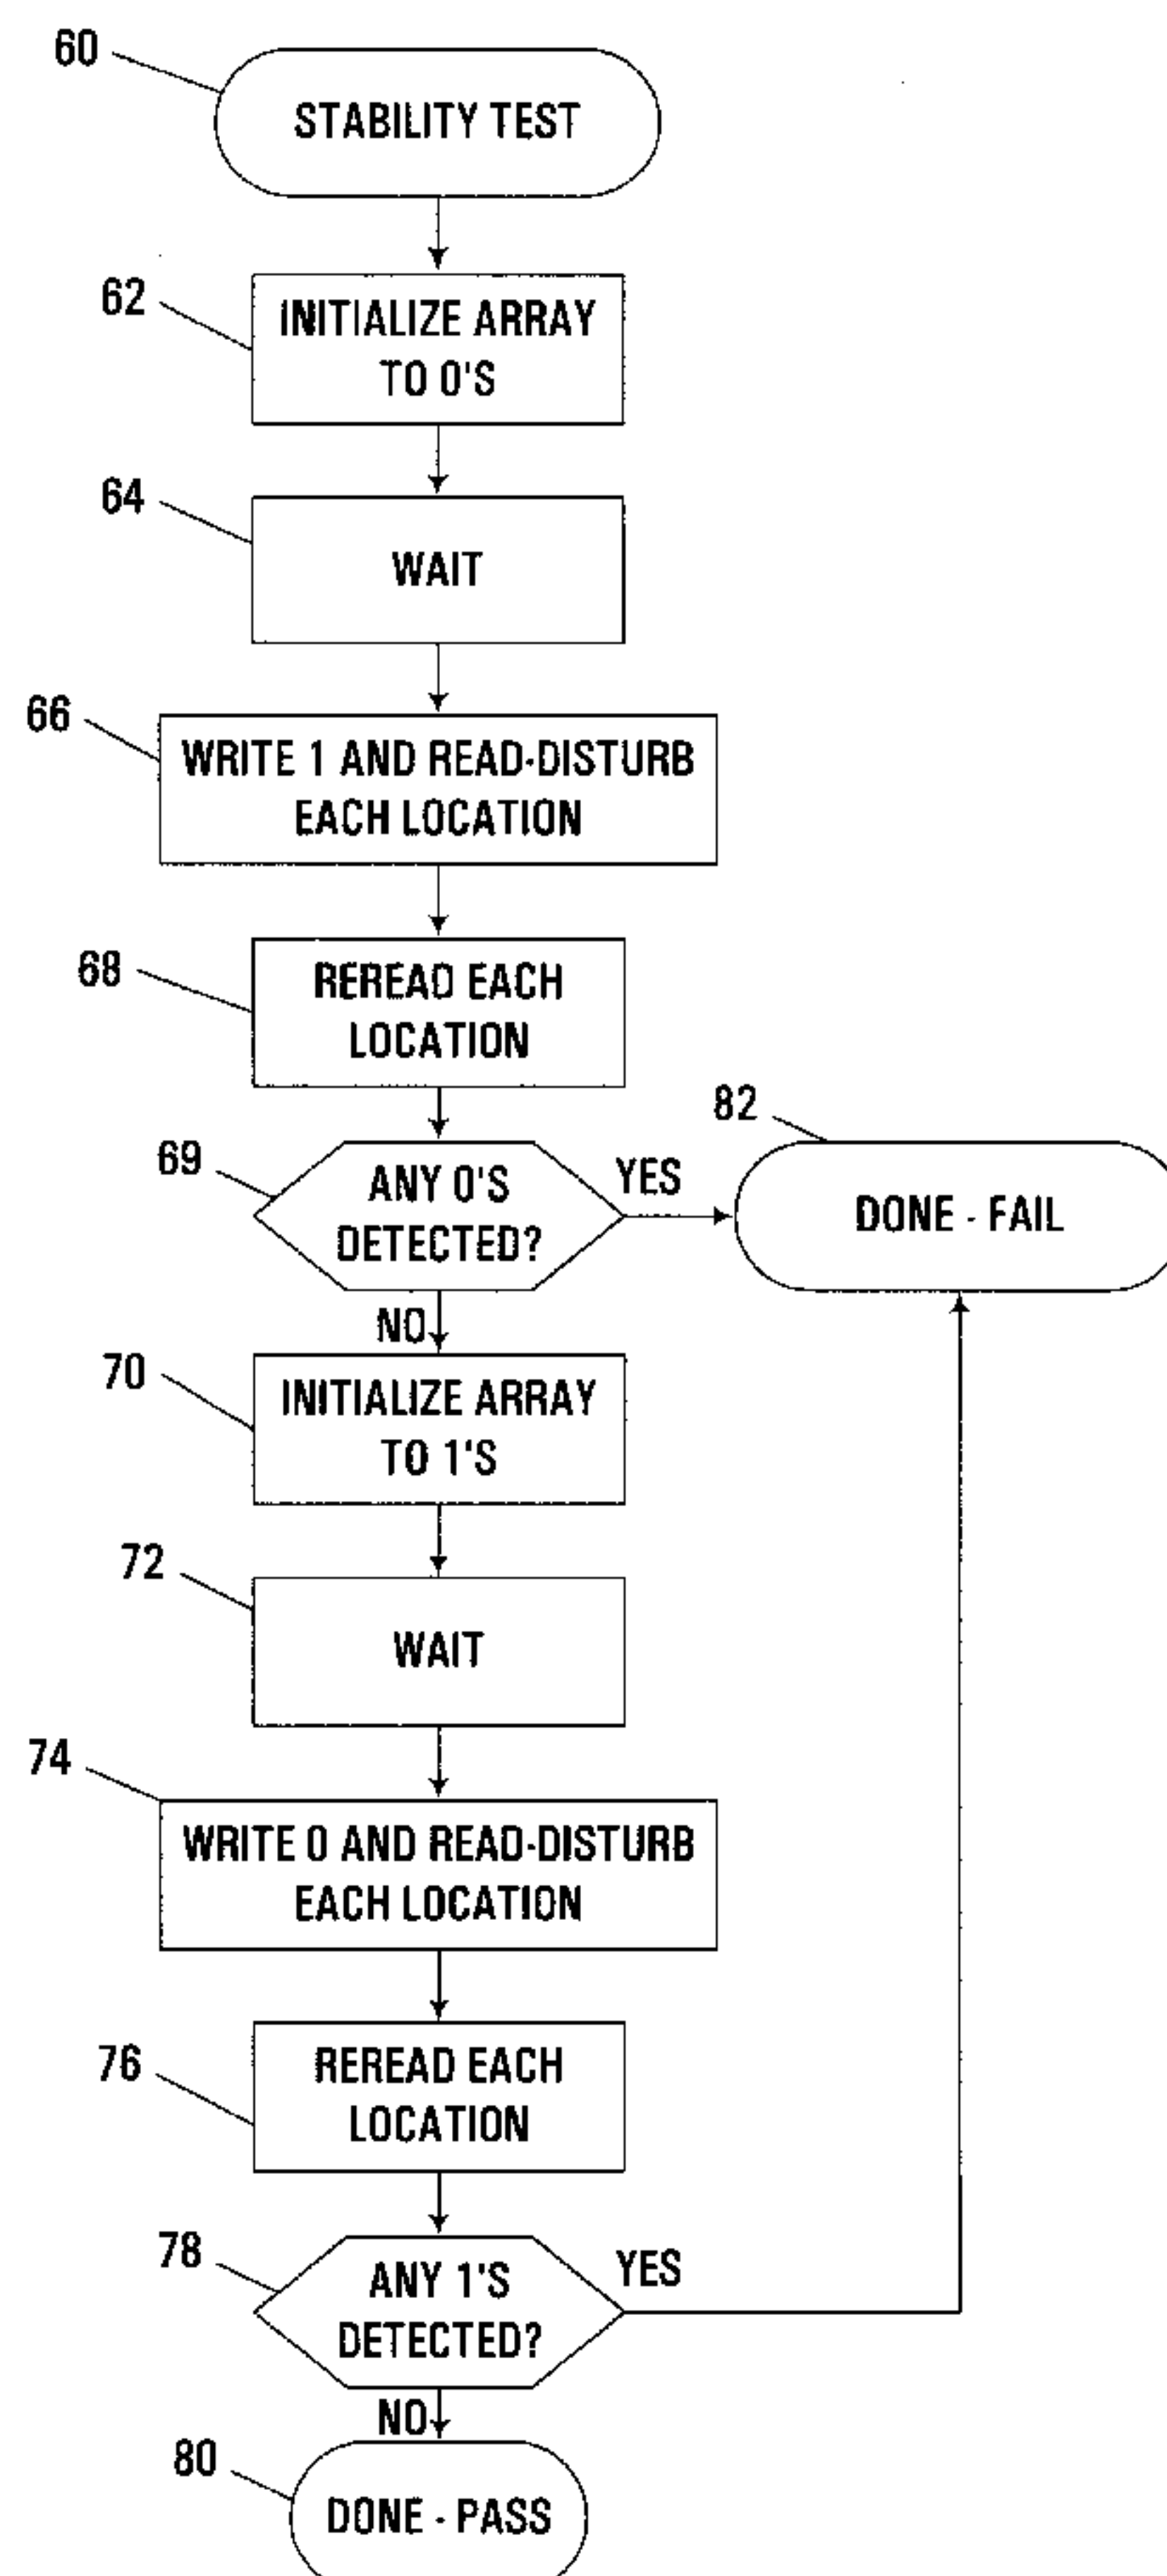 60
STABILITY TEST
62
INITIALIZE ARRAY
TO 0'S
64
WAIT
66
WRITE 1 AND READ-DISTURB
EACH LOCATION
68
REREAD EACH
LOCATION
82
69
ANY 0'S
DETECTED?
YES
DONE - FAIL
NO
70
INITIALIZE ARRAY
TO 1'S
72
WAIT
74
WRITE 0 AND READ-DISTURB
EACH LOCATION
76
REREAD EACH
LOCATION
78
ANY 1'S
DETECTED?
YES
NO
80
DONE - PASS